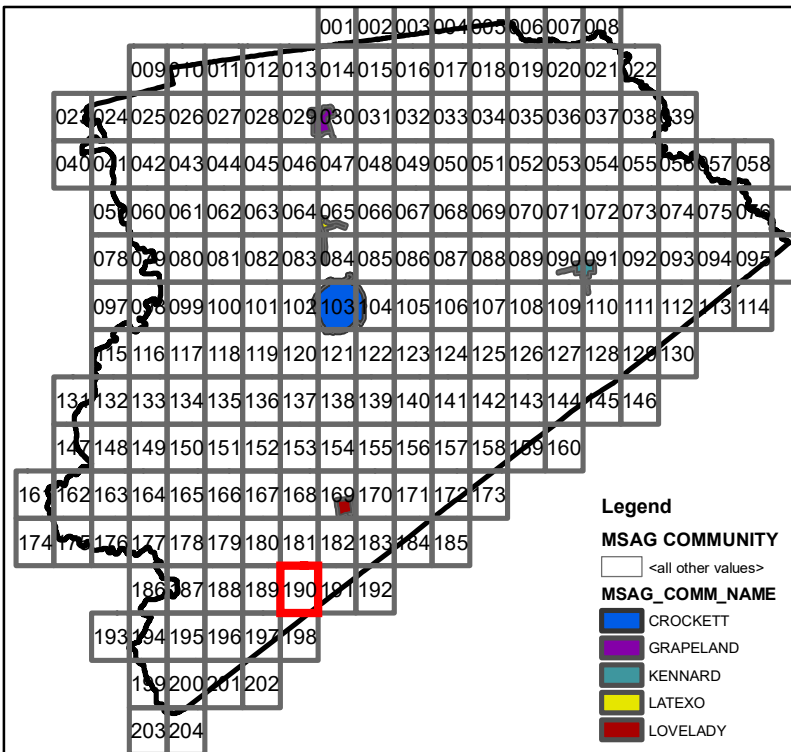 001 002 003 004 005 006 007 008
009 010 011 012 013 014 015 016 017 018 019 020 021 022
023 024 025 026 027 028 029 030 031 032 033 034 035 036 037 038 039
040 041 042 043 044 045 046 047 048 049 050 051 052 053 054 055 056 057 058
059 060 061 062 063 064 065 066 067 068 069 070 071 072 073 074 075 076
078 079 080 081 082 083 084 085 086 087 088 089 090 091 092 093 094 095
097 098 099 100 101 102 103 104 105 106 107 108 109 110 111 112 113 114
115 116 117 118 119 120 121 122 123 124 125 126 127 128 129 130
131 132 133 134 135 136 137 138 139 140 141 142 143 144 145 146
147 148 149 150 151 152 153 154 155 156 157 158 159 160
161 162 163 164 165 166 167 168 169 170 171 172 173
174 175 176 177 178 179 180 181 182 183 184 185
186 187 188 189 190 191 192
193 194 195 196 197 198
199 200 201 202
203 204
Legend
MSAG COMMUNITY
<all other values>
MSAG_COMM_NAME
CROCKETT
GRAPELAND
KENNARD
LATEXO
LOVELADY